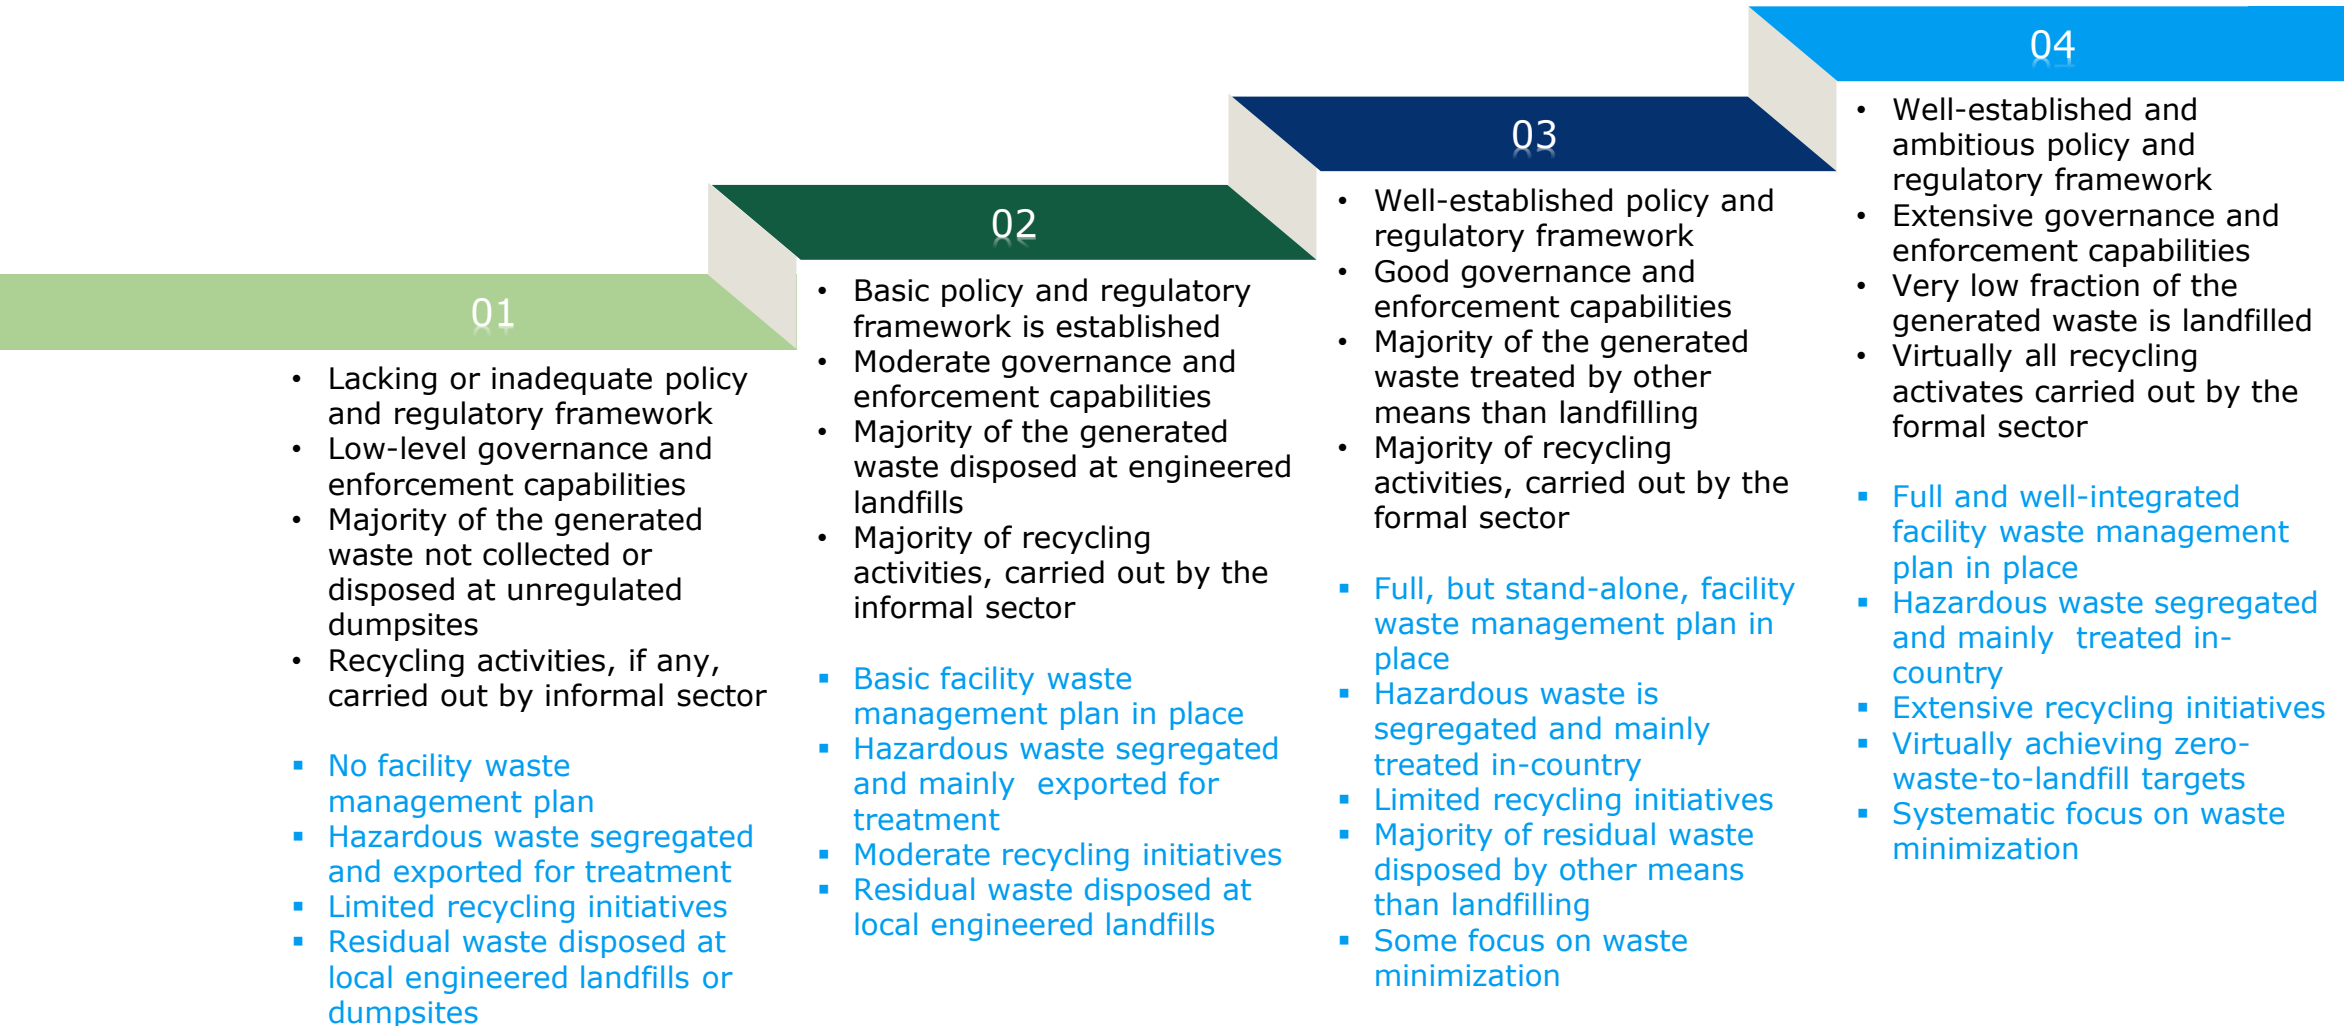 01
• Lacking or inadequate policy
and regulatory framework
• Low-level governance and
enforcement capabilities
• Majority of the generated
waste not collected or
disposed at unregulated
dumpsites
• Recycling activities, if any,
carried out by informal sector
▪ No facility waste
management plan
▪ Hazardous waste segregated
and exported for treatment
▪ Limited recycling initiatives
▪ Residual waste disposed at
local engineered landfills or
dumpsites
02
• Basic policy and regulatory
framework is established
• Moderate governance and
enforcement capabilities
• Majority of the generated
waste disposed at engineered
landfills
• Majority of recycling
activities, carried out by the
informal sector
▪ Basic facility waste
management plan in place
▪ Hazardous waste segregated
and mainly  exported for
treatment
▪ Moderate recycling initiatives
▪ Residual waste disposed at
local engineered landfills
03
• Well-established policy and
regulatory framework
• Good governance and
enforcement capabilities
• Majority of the generated
waste treated by other
means than landfilling
• Majority of recycling
activities, carried out by the
formal sector
▪ Full, but stand-alone, facility
waste management plan in
place
▪ Hazardous waste is
segregated and mainly
treated in-country
▪ Limited recycling initiatives
▪ Majority of residual waste
disposed by other means
than landfilling
▪ Some focus on waste
minimization
04
• Well-established and
ambitious policy and
regulatory framework
• Extensive governance and
enforcement capabilities
• Very low fraction of the
generated waste is landfilled
• Virtually all recycling
activates carried out by the
formal sector
▪ Full and well-integrated
facility waste management
plan in place
▪ Hazardous waste segregated
and mainly  treated in-
country
▪ Extensive recycling initiatives
▪ Virtually achieving zero-
waste-to-landfill targets
▪ Systematic focus on waste
minimization